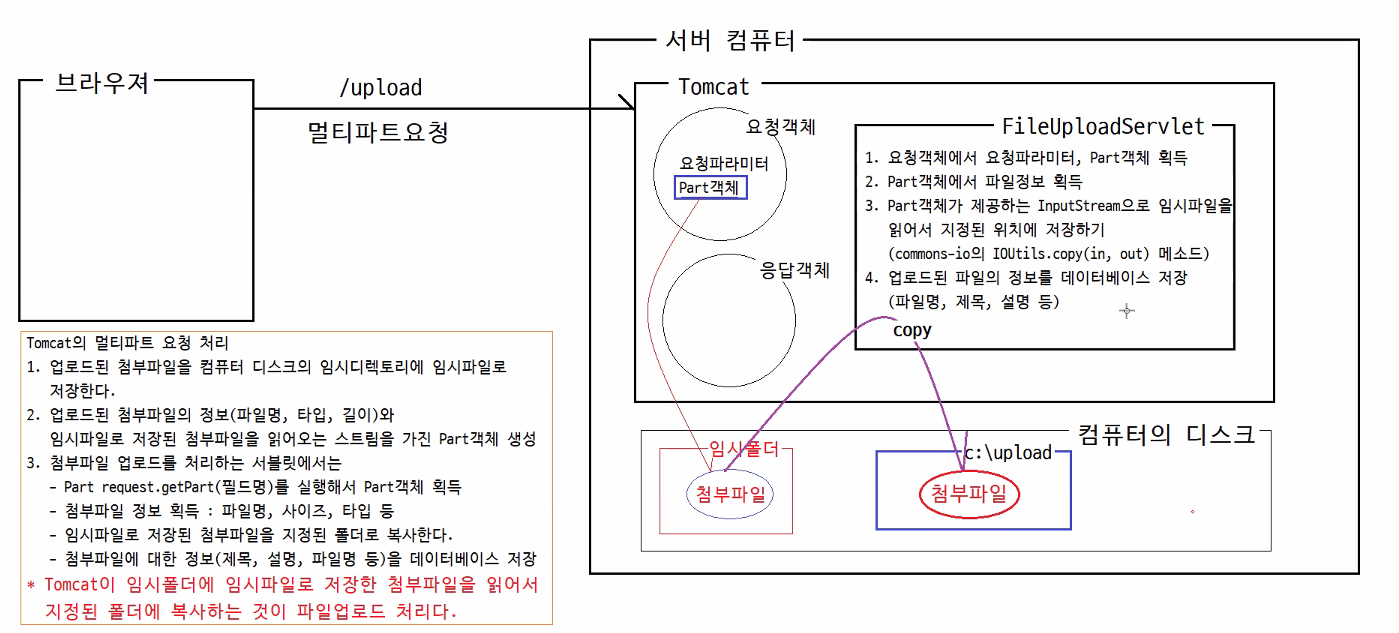 서버 컴퓨터
브라우져
/upload
멀티파트요청
Tomcat
요청객체
요청파라미터
Part객체
응답객체
FileUploadServlet
1. 요청객체에서 요청파라미터, Part객체 획득
2. Part객체에서 파일정보 획득
3. Part객체가 제공하는 InputStream으로 임시파일을
읽어서 지정된 위치에 저장하기
(commons-io의 IOUtils.copy(in, out) 메소드)
4. 업로드된 파일의 정보를 데이터베이스 저장
(파일명, 제목, 설명 등)
copy
Tomcat의 멀티파트 요청 처리
1. 업로드된 첨부파일을 컴퓨터 디스크의 임시디렉토리에 임시파일로
저장한다.
2. 업로드된 첨부파일의 정보(파일명, 타입, 길이)와
임시파일로 저장된 첨부파일을 읽어오는 스트림을 가진 Part객체 생성
3. 첨부파일 업로드를 처리하는 서블릿에서는
- Part request.getPart(필드명)를 실행해서 Part객체 획득
- 첨부파일 정보 획득 : 파일명, 사이즈, 타입 등
- 임시파일로 저장된 첨부파일을 지정된 폴더로 복사한다.
- 첨부파일에 대한 정보(제목, 설명, 파일명 등)을 데이터베이스 저장
* Tomcat이 임시폴더에 임시파일로 저장한 첨부파일을 읽어서
지정된 폴더에 복사하는 것이 파일업로드 처리다.
컴퓨터의 디스크
임시폴더
첨부파일
c:\upload
첨부파일